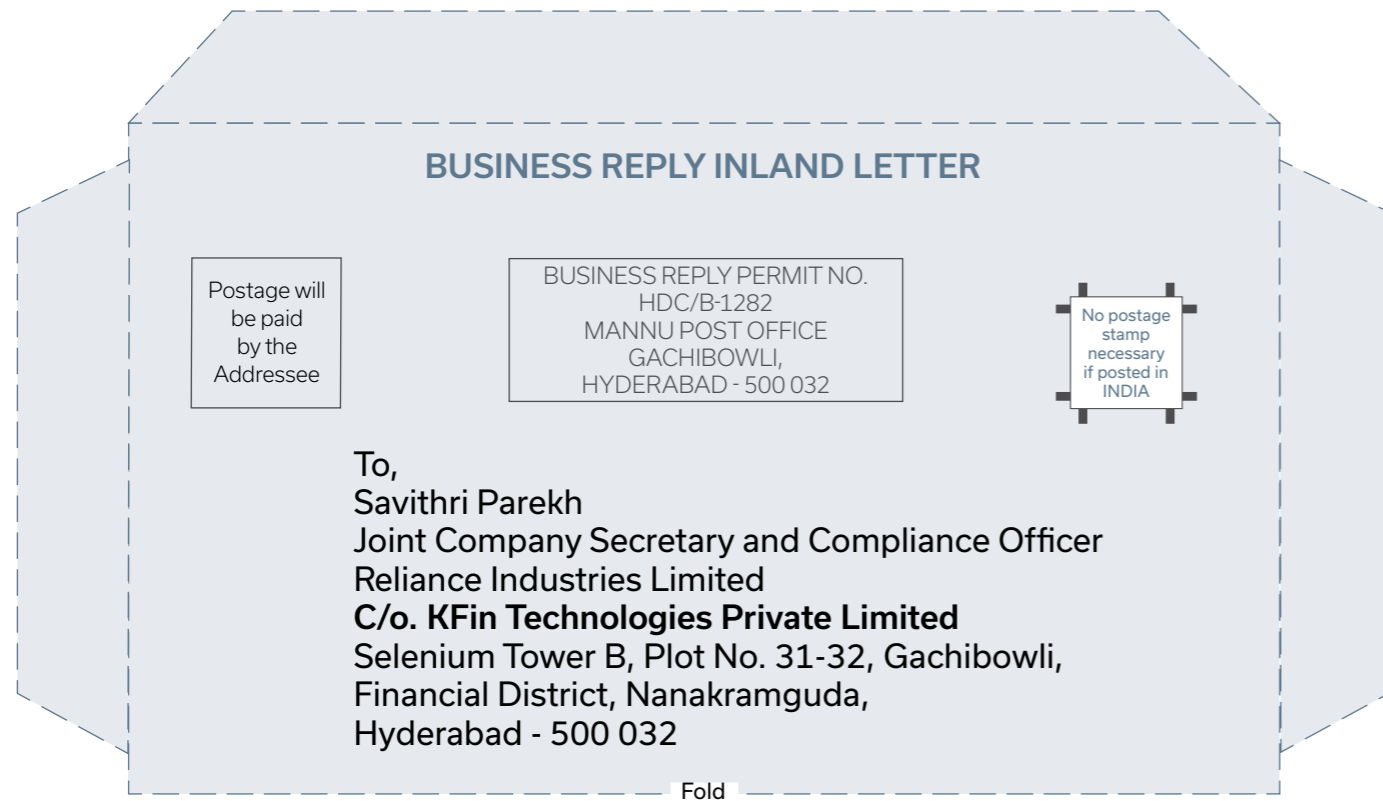 BUSINESS REPLY INLAND LETTER
Postage will
be paid
by the
Addressee
BUSINESS REPLY PERMIT NO.
HDC/B-1282
MANNU POST OFFICE
GACHIBOWLI,
HYDERABAD - 500 032
No postage
stamp
necessary
if posted in
INDIA
To,
Savithri Parekh
Joint Company Secretary and Compliance Officer
Reliance Industries Limited
C/o. KFin Technologies Private Limited
Selenium Tower B, Plot No. 31-32, Gachibowli,
Financial District, Nanakramguda,
Hyderabad - 500 032
Fold